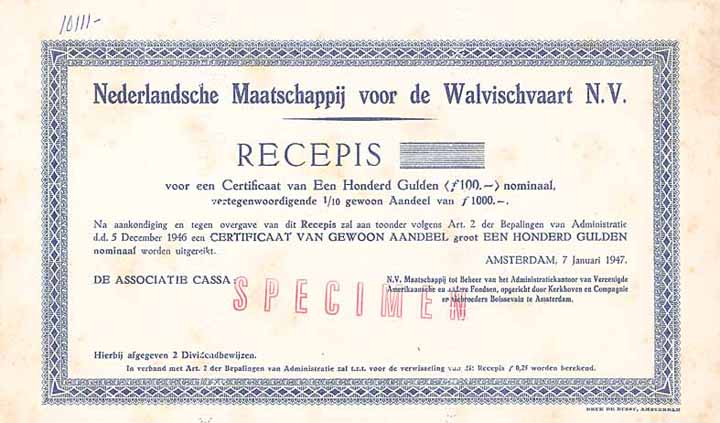 10111-
Nederlandsche Maatschappij voor de Walvischvaart N.V.
RECEPIS
voor een Certificaat van Een Honderd Gulden (ƒ100.—) nominaal,
vertegenwoordigende 1/10 gewoon Aandeel van ƒ 1000.—.
Na aankondiging en tegen overgave van dit Recepis zal aan toonder volgens Art. 2 der Bepalingen van Administratie
d.d. 5 December 1946 een CERTIFICAAT VAN GEWOON AANDEEL groot EEN HONDERD GULDEN
nominaal worden uitgereikt.
AMSTERDAM, 7 Januari 1947.
DE ASSOCIATIE CASSA.
N.V. Maatschappij tot Beheer van het Administratiekantoor van Vereenigde
Amerikaansche en andere Fondsen, opgericht door Kerkhoven en Compagnie
en Gebroeders Boissevain te Amsterdam.
SPECIMEN
Hierbij afgegeven 2 Dividendbewijzen.
In verband met Art. 2 der Bepalingen van Administratie zal t.z.t. voor de verwisseling van dit Recepis ƒ 0,25 worden berekend.
DRUK DE BUSSY, AMSTERDAM